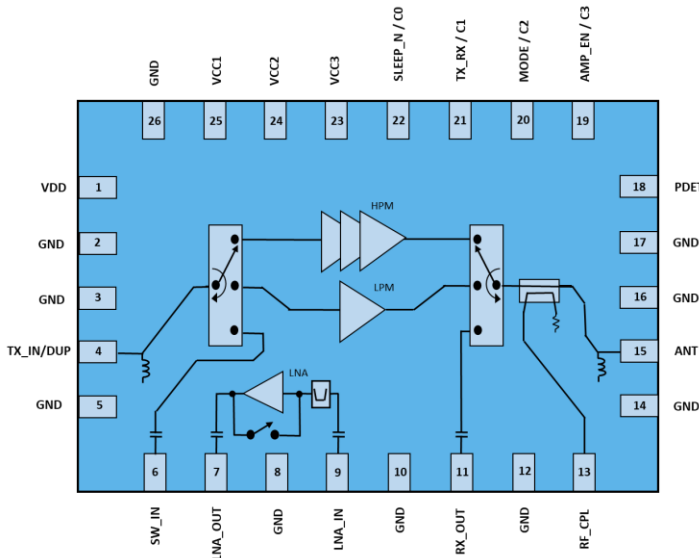 GND
VCC1
VCC2
VCC3
SLEEP_N / C0
TX_RX / C1
MODE / C2
AMP_EN / C3
26
25
24
23
22
21
20
19
VDD
1
18
PDET
GND
2
HPM
17
GND
GND
3
LPM
16
GND
TX_IN/DUP
4
15
ANT
LNA
GND
5
14
GND
6
7
8
9
10
11
12
13
SW_IN
LNA_OUT
GND
LNA_IN
GND
RX_OUT
GND
RF_CPL